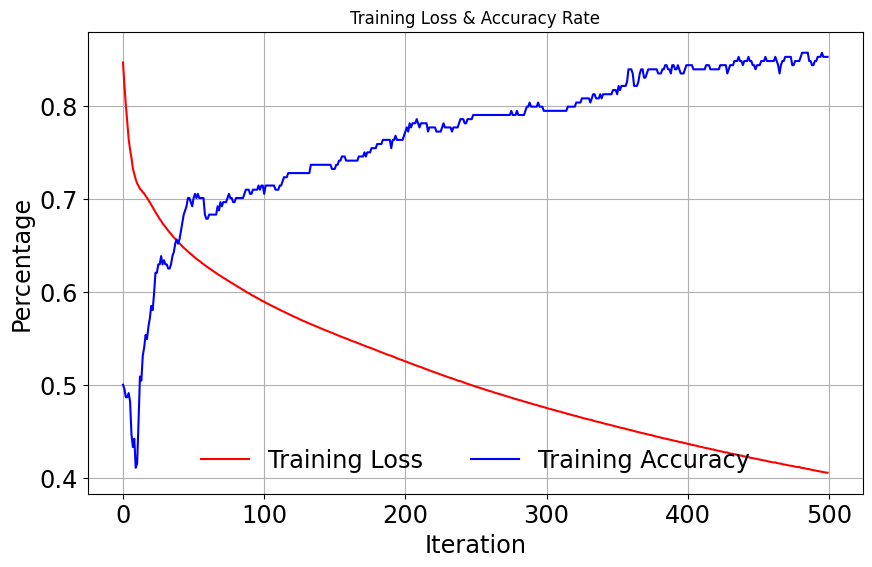 Training Loss & Accuracy Rate
Percentage
0.8
0.7
0.6
0.5
0.4
Training Loss
Training Accuracy
0 100 200 300 400 500
Iteration